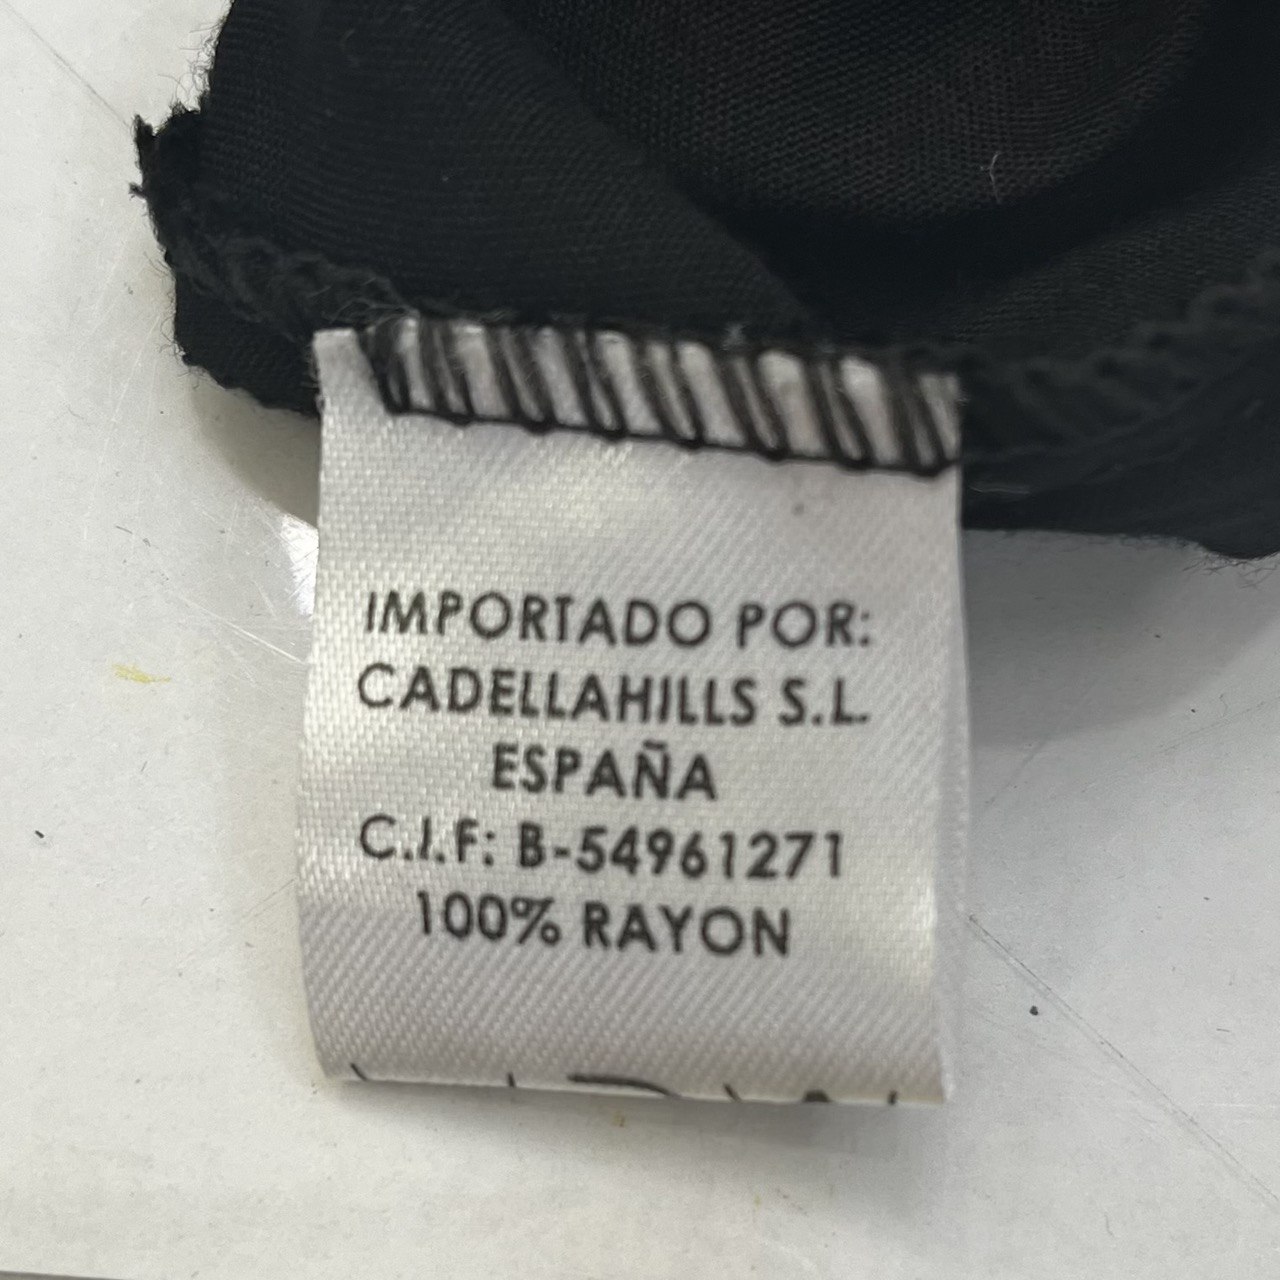 IMPORTADO POR:
CADELLAHILLS S.L.
ESPAÑA
C.I.F: B-54961271
100% RAYON